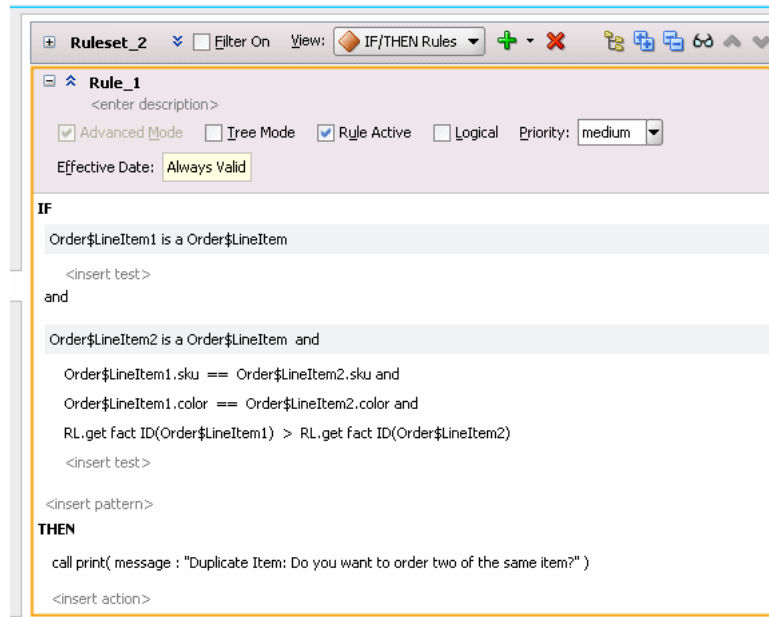 Ruleset_2 Filter On View: IF/THEN Rules
Rule_1
<enter description>
Advanced Mode Tree Mode Rule Active Logical Priority: medium
Effective Date: Always Valid
IF
Order$LineItem1 is a Order$LineItem
<insert test>
and
Order$LineItem2 is a Order$LineItem and
Order$LineItem1.sku == Order$LineItem2.sku and
Order$LineItem1.color == Order$LineItem2.color and
RL.get fact ID(Order$LineItem1) > RL.get fact ID(Order$LineItem2)
<insert test>
<insert pattern>
THEN
call print( message : "Duplicate Item: Do you want to order two of the same item?" )
<insert action>